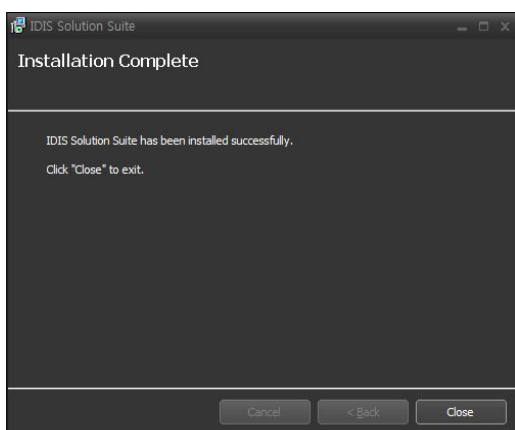 IDIS Solution Suite
Installation Complete
IDIS Solution Suite has been installed successfully.
Click "Close" to exit.
Cancel < Back Close